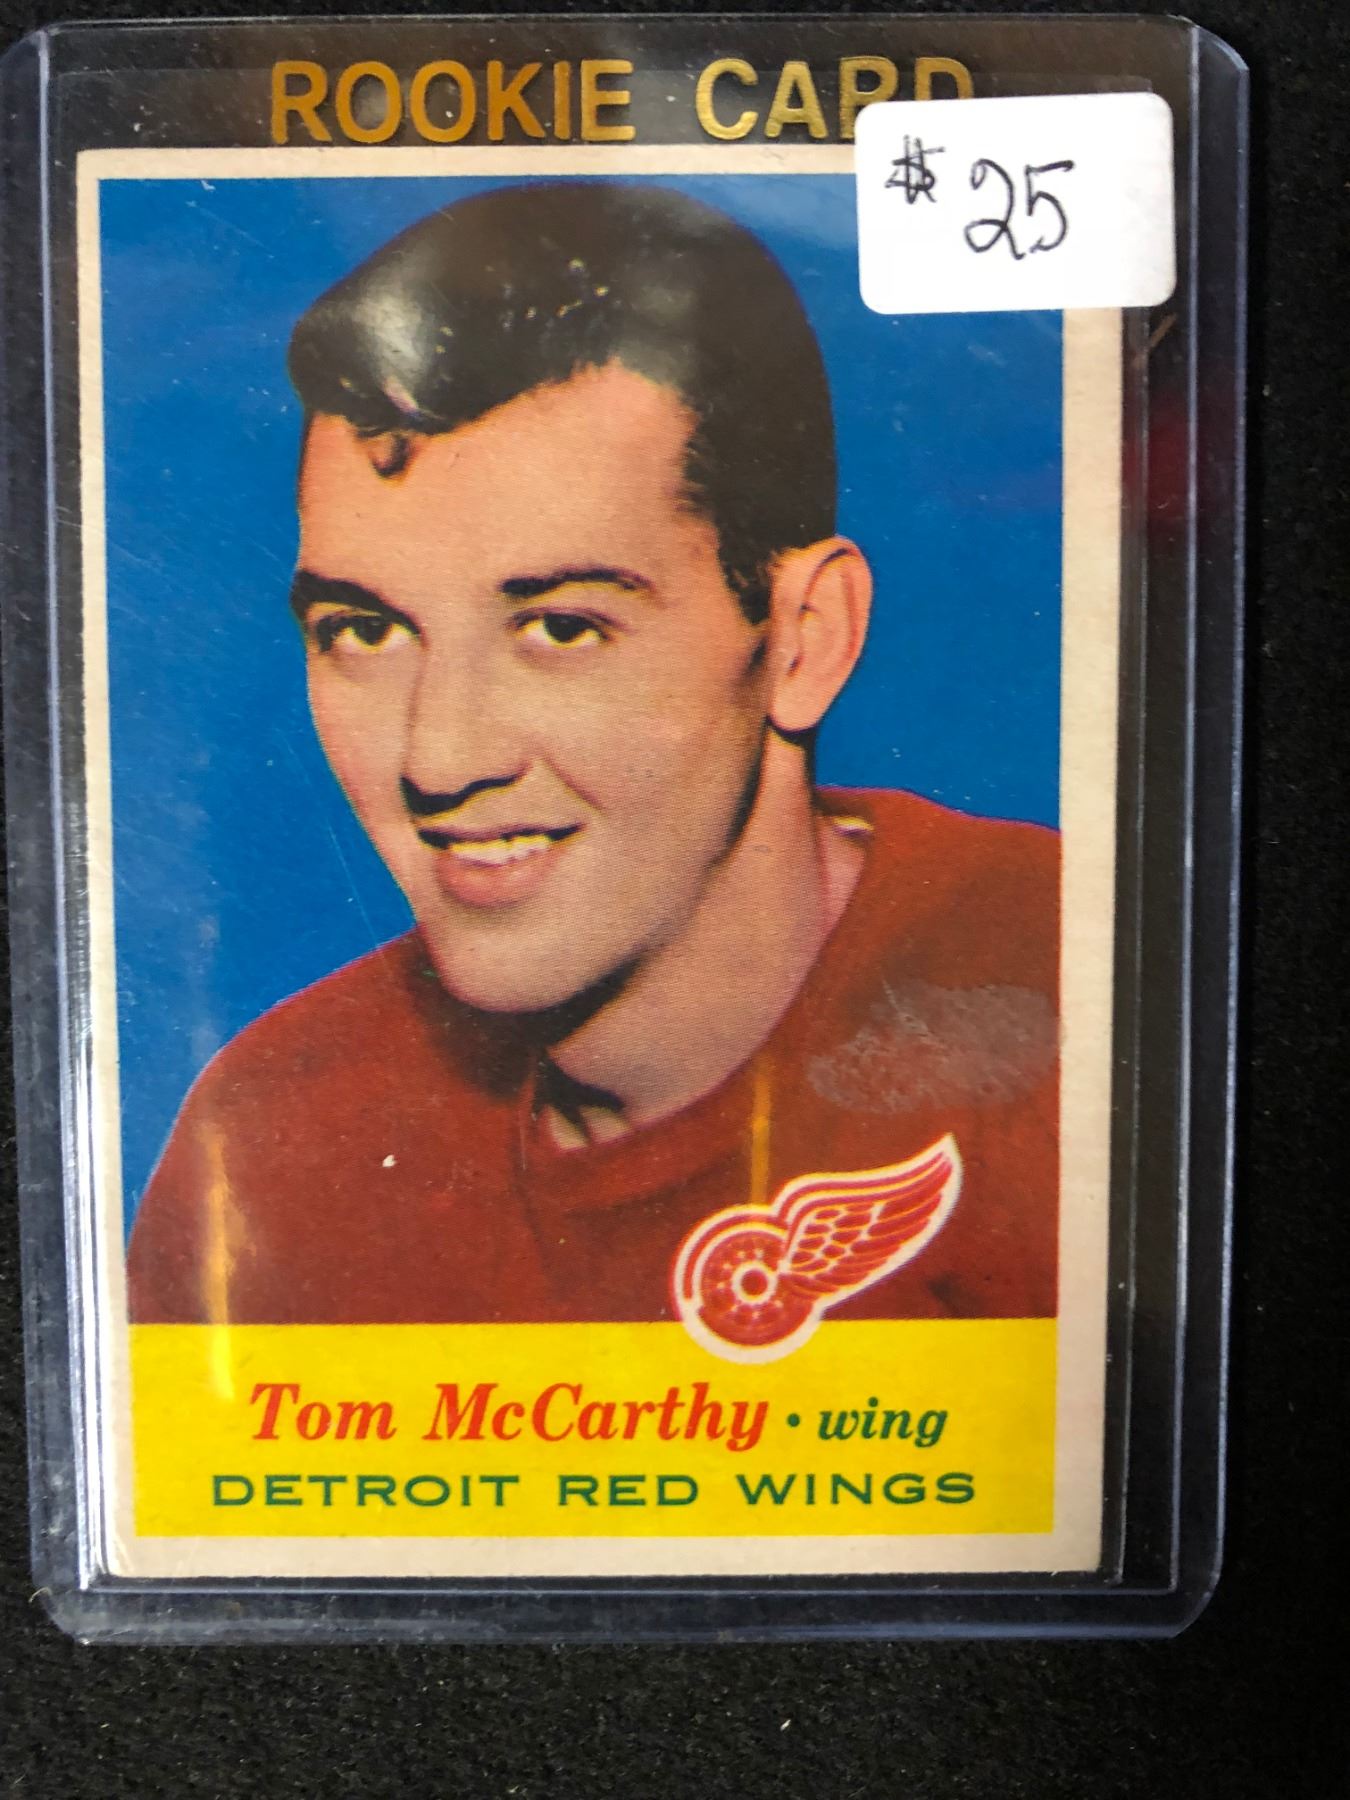 ROOKIE CARD
$ 25
Tom McCarthy • wing
DETROIT RED WINGS